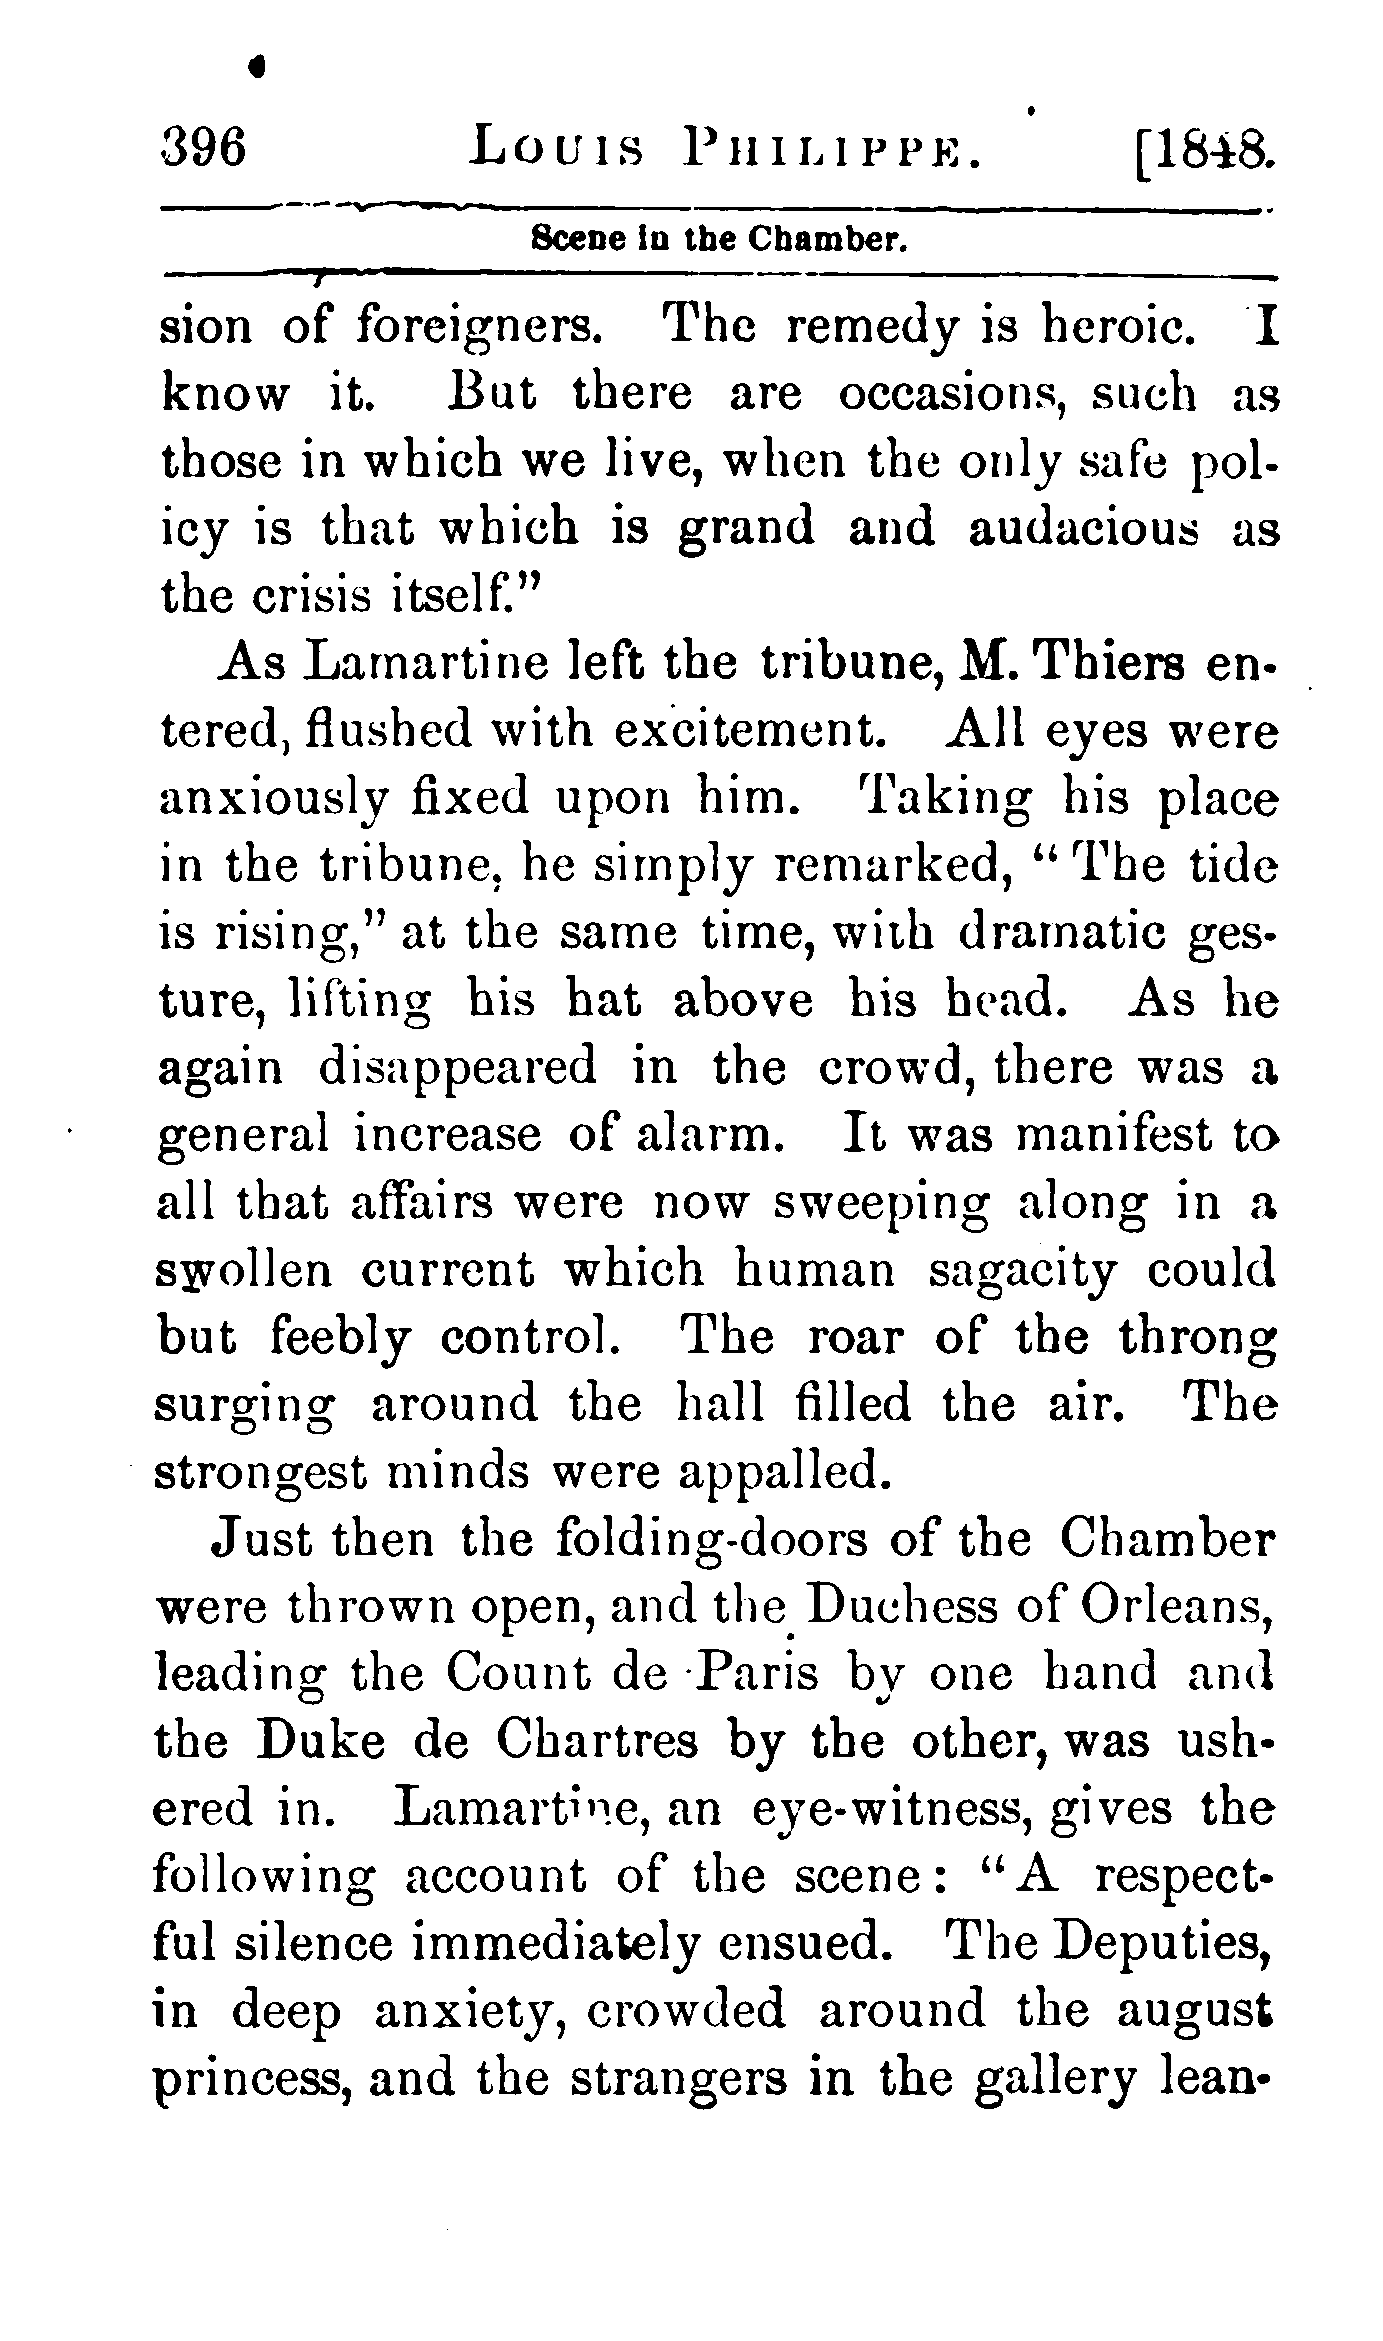 396 LOUIS PHILIPPE. [1848.
Scene in the Chamber.
sion of foreigners. The remedy is heroic. I
know it. But there are occasions, such as
those in which we live, when the only safe pol-
icy is that which is grand and audacious as
the crisis itself.”
As Lamartine left the tribune, M. Thiers en-
tered, flushed with excitement. All eyes were
anxiously fixed upon him. Taking his place
in the tribune, he simply remarked, “The tide
is rising,” at the same time, with dramatic ges-
ture, lifting his hat above his head. As he
again disappeared in the crowd, there was a
general increase of alarm. It was manifest to
all that affairs were now sweeping along in a
swollen current which human sagacity could
but feebly control. The roar of the throng
surging around the hall filled the air. The
strongest minds were appalled.
Just then the folding-doors of the Chamber
were thrown open, and the Duchess of Orleans,
leading the Count de Paris by one hand and
the Duke de Chartres by the other, was ush-
ered in. Lamartine, an eye-witness, gives the
following account of the scene: “A respect-
ful silence immediately ensued. The Deputies,
in deep anxiety, crowded around the august
princess, and the strangers in the gallery lean-